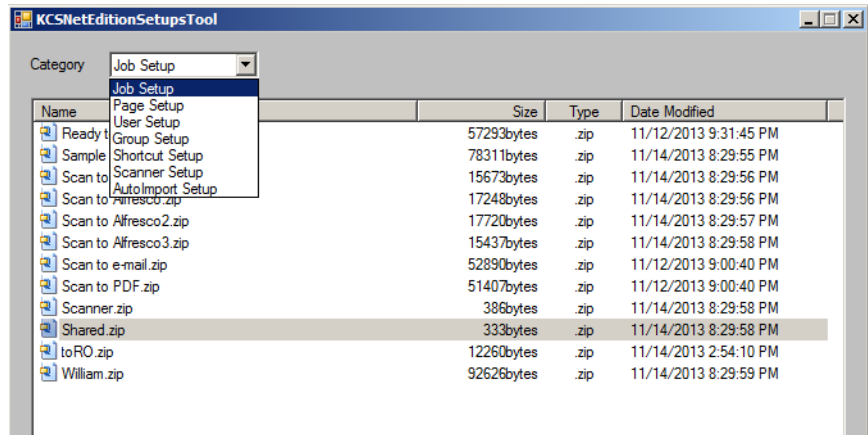 KCSNetEditionSetupsTool
Category Job Setup
Job Setup
Page Setup
User Setup
Group Setup
Shortcut Setup
Scanner Setup
AutoImport Setup
Name Size Type Date Modified
Ready 57293bytes .zip 11/12/2013 9:31:45 PM
Sample 78311bytes .zip 11/14/2013 8:29:55 PM
Scan to 15673bytes .zip 11/14/2013 8:29:56 PM
Scan to Alfresco.zip 17248bytes .zip 11/14/2013 8:29:56 PM
Scan to Alfresco2.zip 17720bytes .zip 11/14/2013 8:29:57 PM
Scan to Alfresco3.zip 15437bytes .zip 11/14/2013 8:29:58 PM
Scan to e-mail.zip 52890bytes .zip 11/12/2013 9:00:40 PM
Scan to PDF.zip 51407bytes .zip 11/12/2013 9:00:40 PM
Scanner.zip 386bytes .zip 11/14/2013 8:29:58 PM
Shared.zip 333bytes .zip 11/14/2013 8:29:58 PM
toRO.zip 12260bytes .zip 11/14/2013 2:54:10 PM
William.zip 92626bytes .zip 11/14/2013 8:29:59 PM